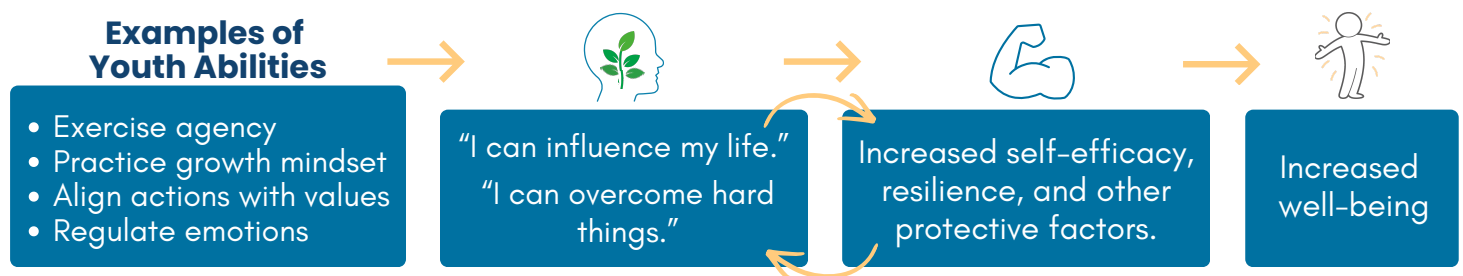 Examples of
Youth Abilities
• Exercise agency
• Practice growth mindset
• Align actions with values
• Regulate emotions
“I can influence my life.”
“I can overcome hard
things.”
Increased self-efficacy,
resilience, and other
protective factors.
Increased
well-being